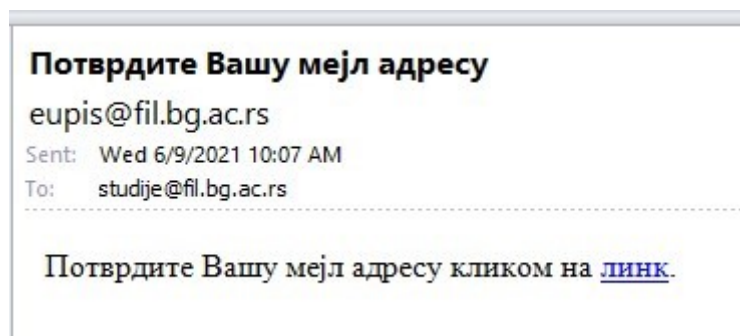 Потврдите Вашу мејл адресу
eupis@fil.bg.ac.rs
Sent: Wed 6/9/2021 10:07 AM
To: studije@fil.bg.ac.rs
Потврдите Вашу мејл адресу кликом на линк.